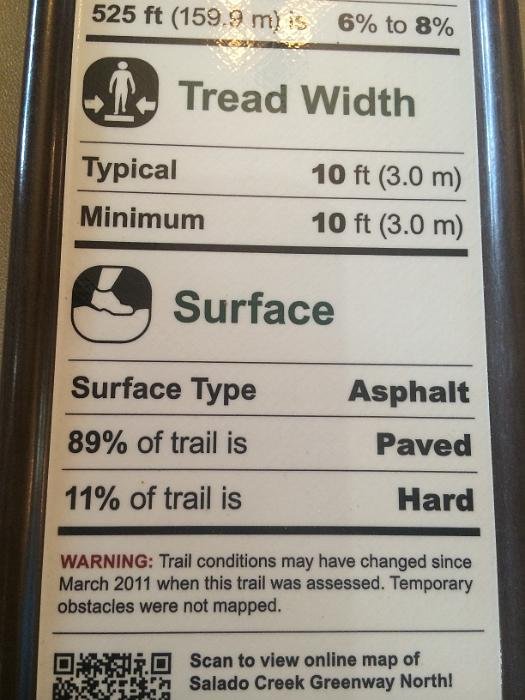 525 ft (159.9 m) is 6% to 8%
Tread Width
Typical 10 ft (3.0 m)
Minimum 10 ft (3.0 m)
Surface
Surface Type Asphalt
89% of trail is Paved
11% of trail is Hard
WARNING: Trail conditions may have changed since
March 2011 when this trail was assessed. Temporary
obstacles were not mapped.
Scan to view online map of
Salado Creek Greenway North!